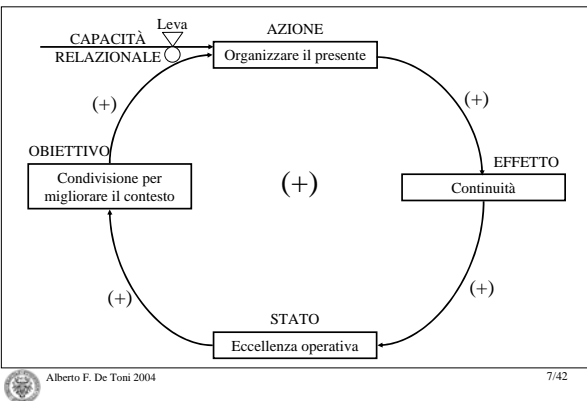 Leva
AZIONE
CAPACITÀ
RELAZIONALE
Organizzare il presente
(+)
(+)
OBIETTIVO
EFFETTO
Condivisione per
migliorare il contesto
(+)
Continuità
(+)
(+)
STATO
Eccellenza operativa
Alberto F. De Toni 2004
7/42